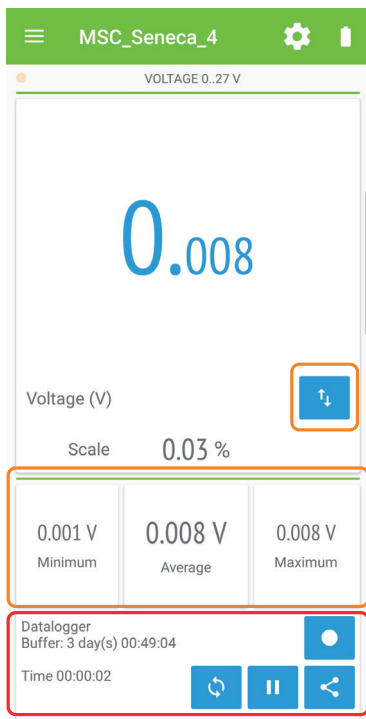 MSC_Seneca_4
VOLTAGE 0..27 V
0.008
Voltage (V)
Scale 0.03 %
0.001 V 0.008 V 0.008 V
Minimum Average Maximum
Datalogger
Buffer: 3 day(s) 00:49:04
Time 00:00:02